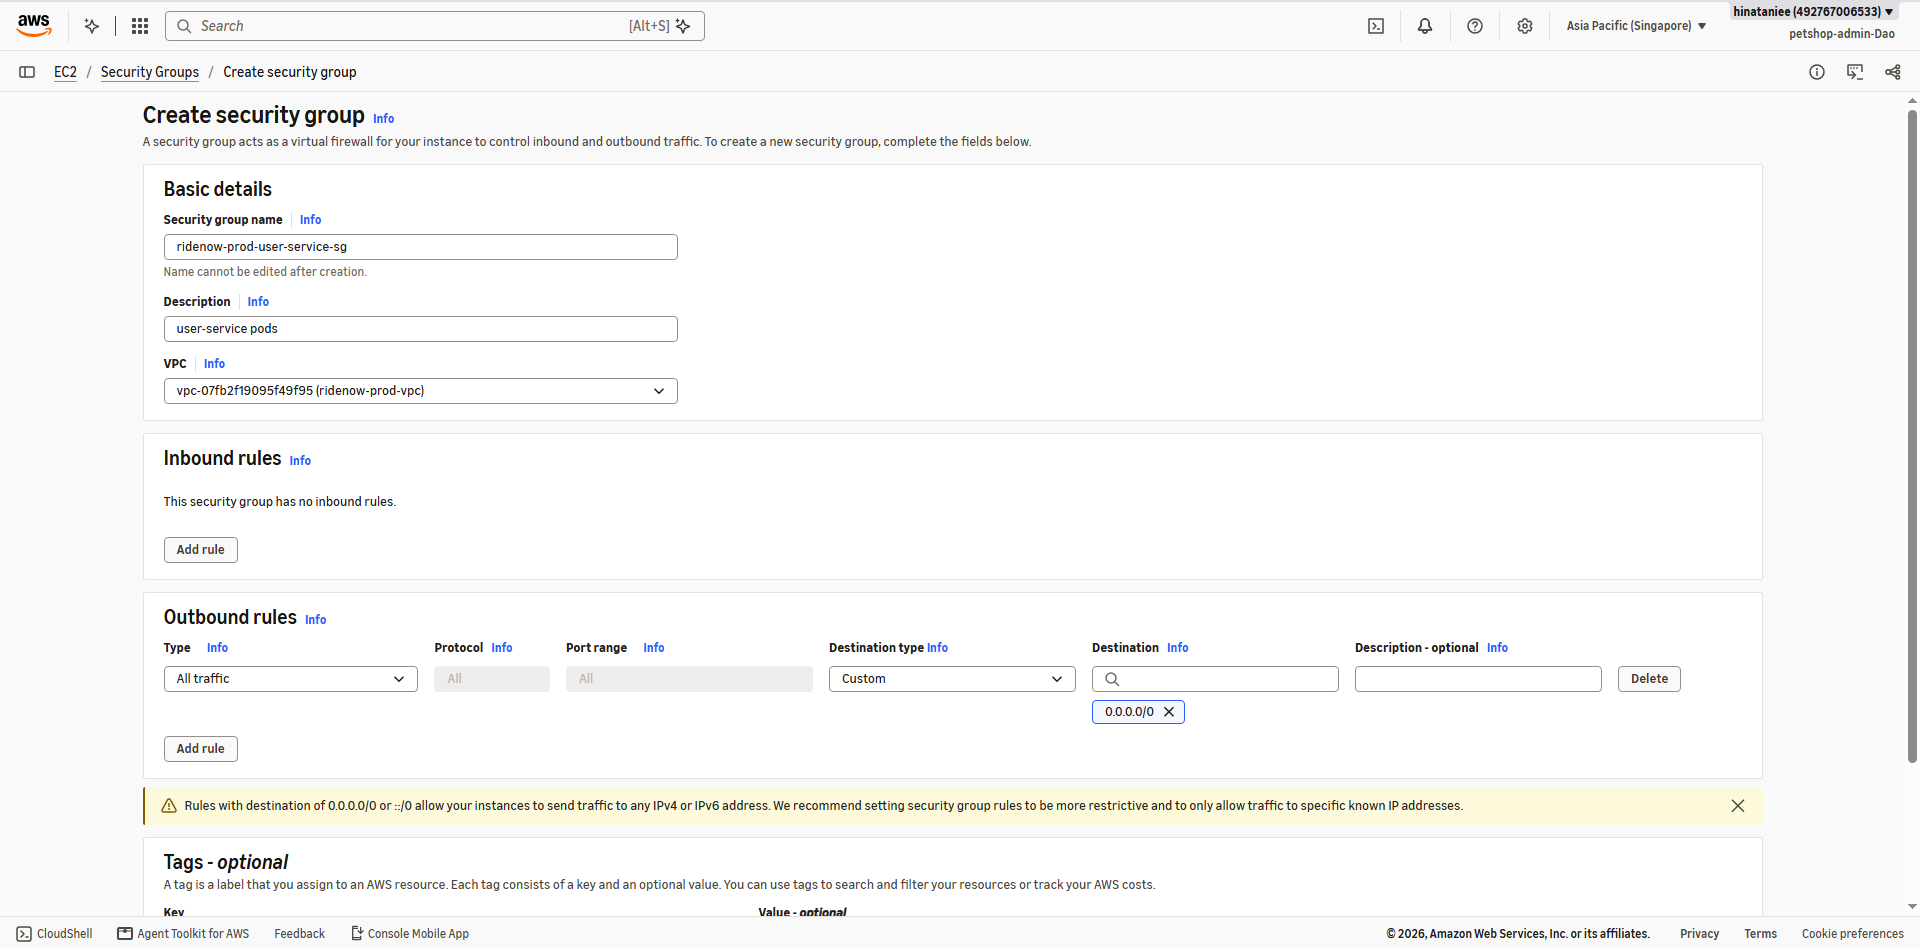 aws
Search [Alt+S]
Asia Pacific (Singapore)
hinataniee (492767006533)
petshop-admin-Dao
EC2 / Security Groups / Create security group
Create security group Info
A security group acts as a virtual firewall for your instance to control inbound and outbound traffic. To create a new security group, complete the fields below.
Basic details
Security group name Info
ridenow-prod-user-service-sg
Name cannot be edited after creation.
Description Info
user-service pods
VPC Info
vpc-07fb2f19095f49f95 (ridenow-prod-vpc)
Inbound rules Info
This security group has no inbound rules.
Add rule
Outbound rules Info
Type Info Protocol Info Port range Info Destination type Info Destination Info Description - optional Info
All traffic All All Custom Delete
0.0.0.0/0
Add rule
Rules with destination of 0.0.0.0/0 or ::/0 allow your instances to send traffic to any IPv4 or IPv6 address. We recommend setting security group rules to be more restrictive and to only allow traffic to specific known IP addresses.
Tags - optional
A tag is a label that you assign to an AWS resource. Each tag consists of a key and an optional value. You can use tags to search and filter your resources or track your AWS costs.
Key Value - optional
CloudShell Agent Toolkit for AWS Feedback Console Mobile App © 2026, Amazon Web Services, Inc. or its affiliates. Privacy Terms Cookie preferences